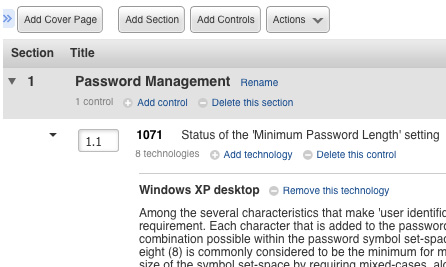 » Add Cover Page Add Section Add Controls Actions
Section Title
1 Password Management Rename
1 control Add control Delete this section
1.1 1071 Status of the 'Minimum Password Length' setting
8 technologies Add technology Delete this control
Windows XP desktop Remove this technology
Among the several characteristics that make 'user identific
requirement. Each character that is added to the password
combination possible within the password symbol set-spac
eight (8) is commonly considered to be the minimum for m
size of the symbol set-space by requiring mixed-cases, alo